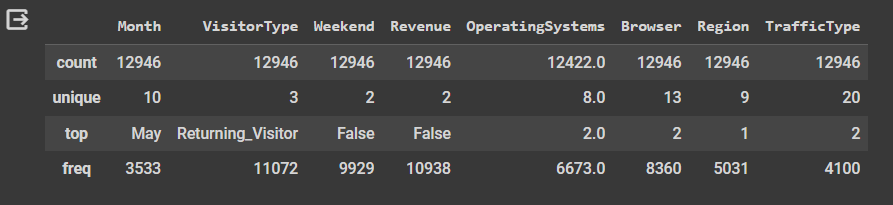 Month VisitorType Weekend Revenue OperatingSystems Browser Region TrafficType
count 12946 12946 12946 12946 12422.0 12946 12946 12946
unique 10 3 2 2 8.0 13 9 20
top May Returning_Visitor False False 2.0 2 1 2
freq 3533 11072 9929 10938 6673.0 8360 5031 4100